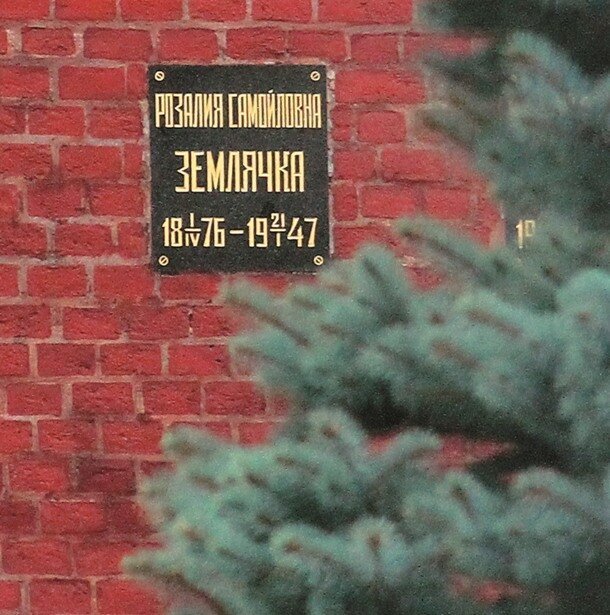 РОЗАЛИЯ САМОЙЛОВНА
ЗЕМЛЯЧКА
18 1/IV 76 – 19 21/I 47